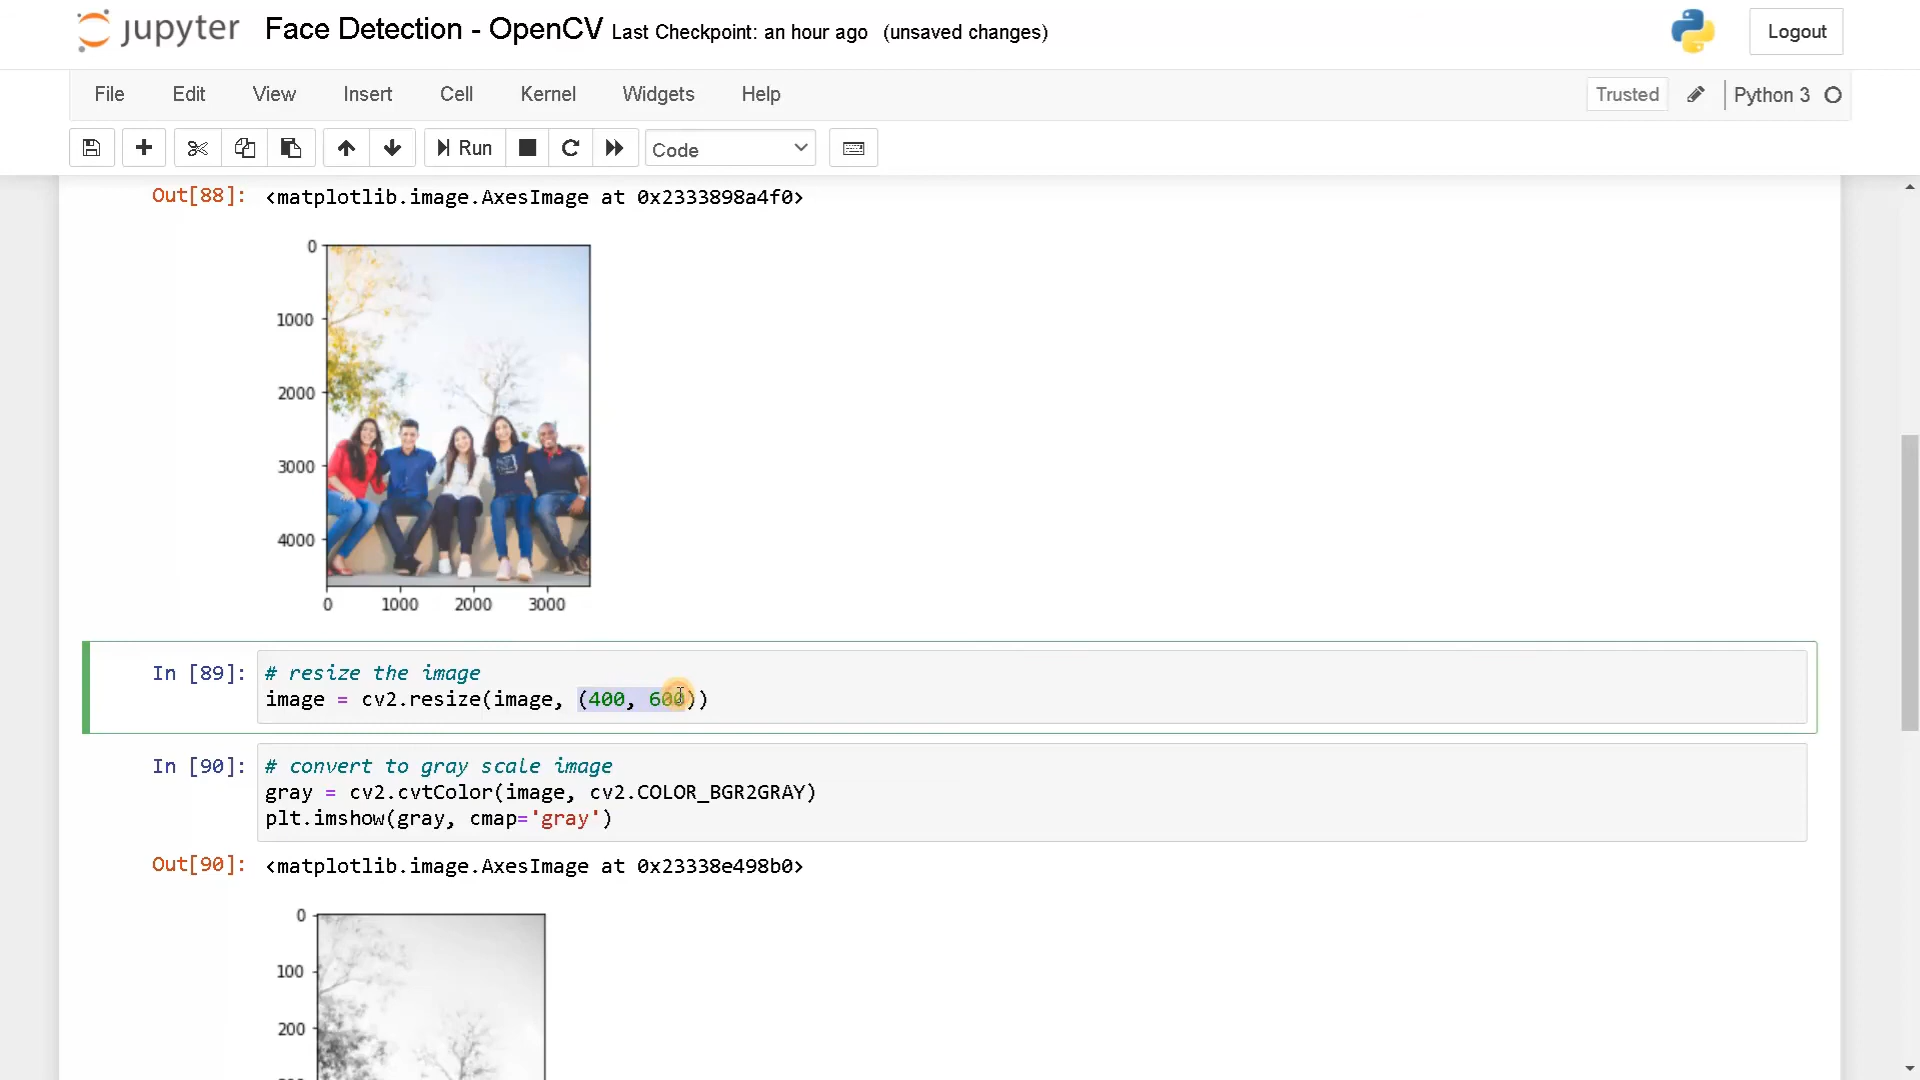 jupyter Face Detection - OpenCV Last Checkpoint: an hour ago (unsaved changes) Logout
File Edit View Insert Cell Kernel Widgets Help Trusted Python 3
Run Code
Out[88]: <matplotlib.image.AxesImage at 0x2333898a4f0>
0
1000
2000
3000
4000
0 1000 2000 3000
In [89]: # resize the image
image = cv2.resize(image, (400, 600))
In [90]: # convert to gray scale image
gray = cv2.cvtColor(image, cv2.COLOR_BGR2GRAY)
plt.imshow(gray, cmap='gray')
Out[90]: <matplotlib.image.AxesImage at 0x23338e498b0>
0
100
200